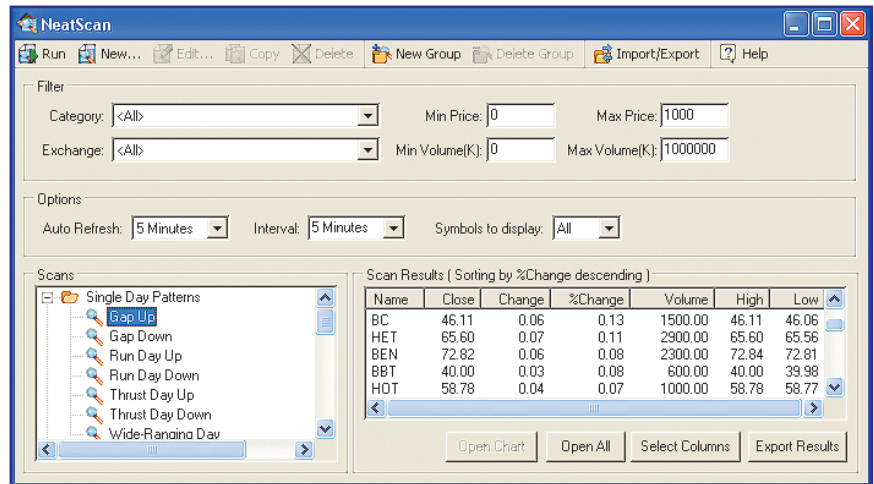 NeatScan
Run New... Edit... Copy Delete New Group Delete Group Import/Export Help
Filter
Category: <All> Min Price: 0 Max Price: 1000
Exchange: <All> Min Volume(K): 0 Max Volume(K): 1000000
Options
Auto Refresh: 5 Minutes Interval: 5 Minutes Symbols to display: All
Scans
Single Day Patterns
Gap Up
Gap Down
Run Day Up
Run Day Down
Thrust Day Up
Thrust Day Down
Wide-Ranging Day
Scan Results ( Sorting by %Change descending )
Name Close Change %Change Volume High Low
BC 46.11 0.06 0.13 1500.00 46.11 46.06
HET 65.60 0.07 0.11 2900.00 65.60 65.56
BEN 72.82 0.06 0.08 2300.00 72.84 72.81
BBT 40.00 0.03 0.08 600.00 40.00 39.98
HOT 58.78 0.04 0.07 1000.00 58.78 58.77
Open Chart Open All Select Columns Export Results